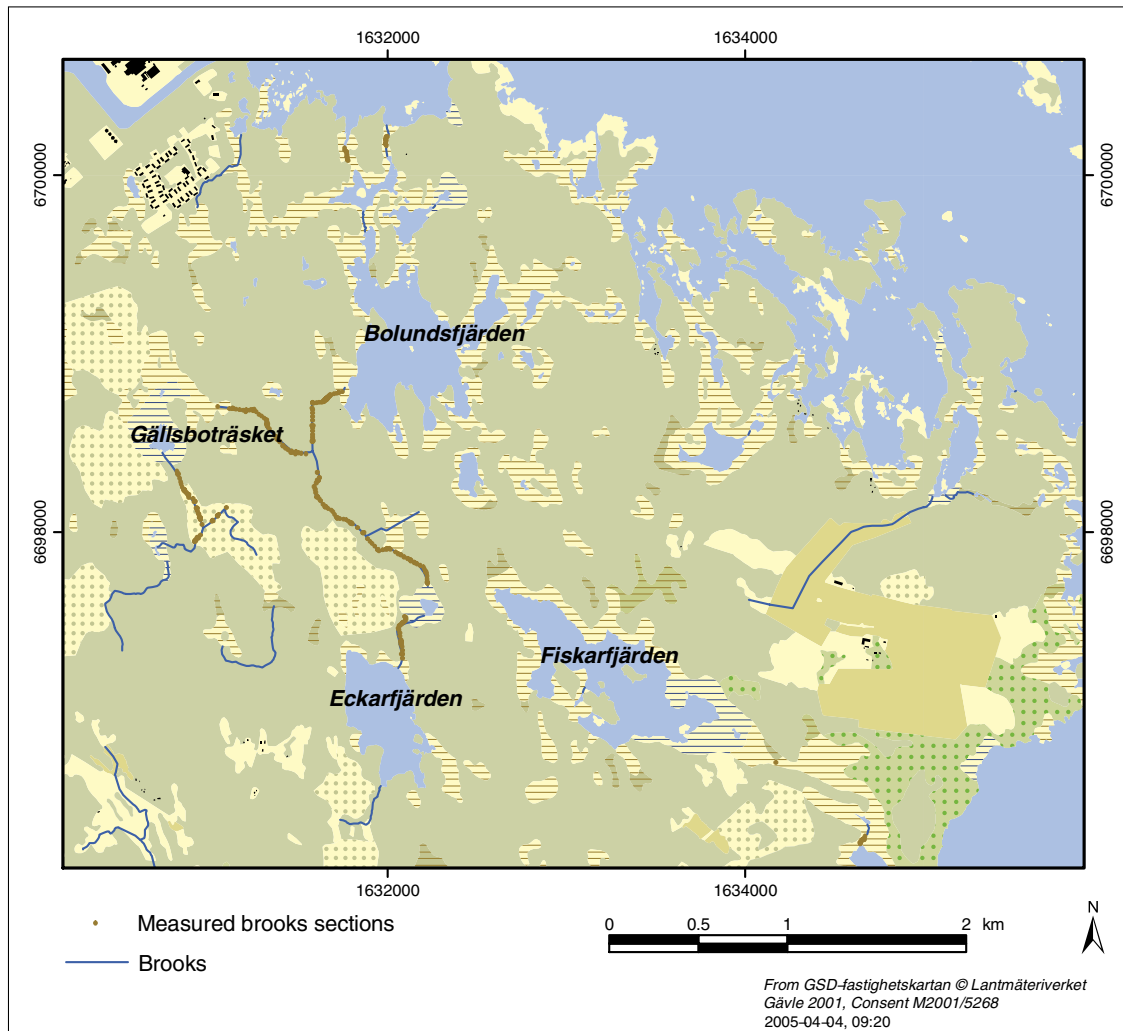 1632000 1634000
6700000 6700000
Bolundsfjärden
Gällsboträsket
6698000 6698000
Fiskarfjärden
Eckarfjärden
1632000 1634000
Measured brooks sections
Brooks
0 0.5 1 2 km
N
From GSD-fastighetskartan © Lantmäteriverket
Gävle 2001, Consent M2001/5268
2005-04-04, 09:20